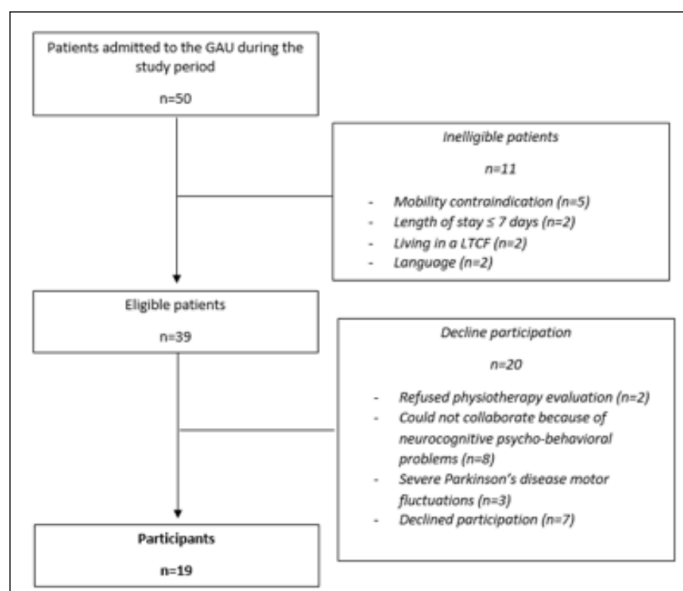 Patients admitted to the GAU during the
study period
n=50
Inelligible patients
n=11
- Mobility contraindication (n=5)
- Length of stay ≤ 7 days (n=2)
- Living in a LTCF (n=2)
- Language (n=2)
Eligible patients
n=39
Decline participation
n=20
- Refused physiotherapy evaluation (n=2)
- Could not collaborate because of
neurocognitive psycho-behavioral
problems (n=8)
- Severe Parkinson's disease motor
fluctuations (n=3)
- Declined participation (n=7)
Participants
n=19